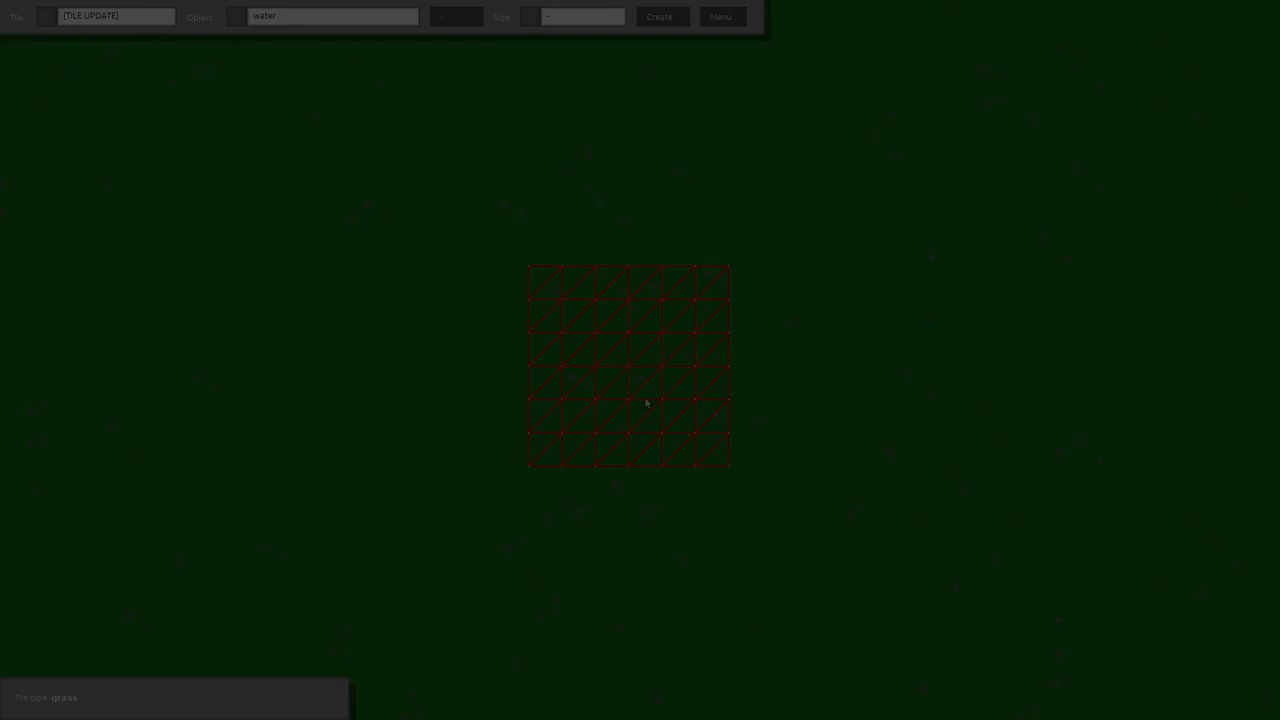 Tile: [TILE UPDATE] Object: water - Side: - Create Menu
Tile type: grass